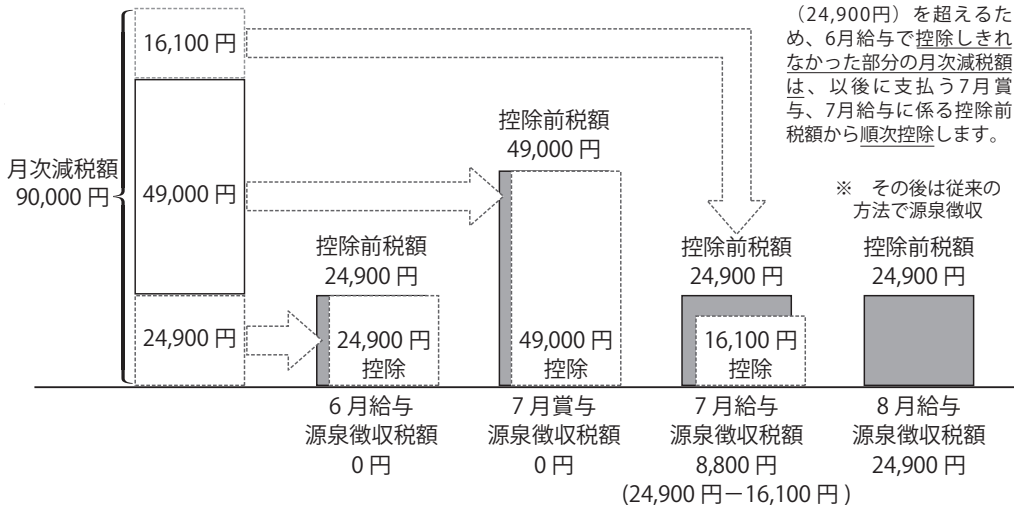 （24,900円）を超えるた
め、6月給与で控除しきれ
なかった部分の月次減税額
は、以後に支払う7月賞
与、7月給与に係る控除前
税額から順次控除します。
※　その後は従来の
方法で源泉徴収
月次減税額
90,000 円
16,100 円
49,000 円
24,900 円
控除前税額
24,900 円
24,900 円
控除
6 月給与
源泉徴収税額
0 円
控除前税額
49,000 円
49,000 円
控除
7 月賞与
源泉徴収税額
0 円
控除前税額
24,900 円
16,100 円
控除
7 月給与
源泉徴収税額
8,800 円
(24,900 円－16,100 円 )
控除前税額
24,900 円
8 月給与
源泉徴収税額
24,900 円